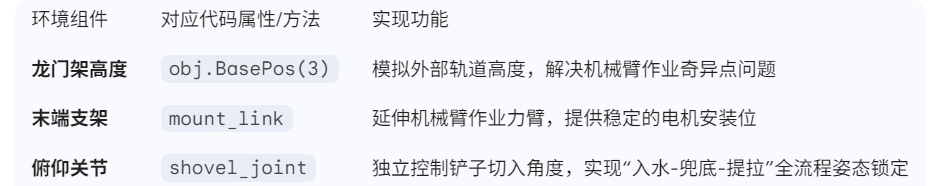 环境组件 对应代码属性/方法 实现功能
龙门架高度 obj.BasePos(3) 模拟外部轨道高度，解决机械臂作业奇异点问题
末端支架 mount_link 延伸机械臂作业力臂，提供稳定的电机安装位
俯仰关节 shovel_joint 独立控制铲子切入角度，实现“入水-兜底-提拉”全流程姿态锁定